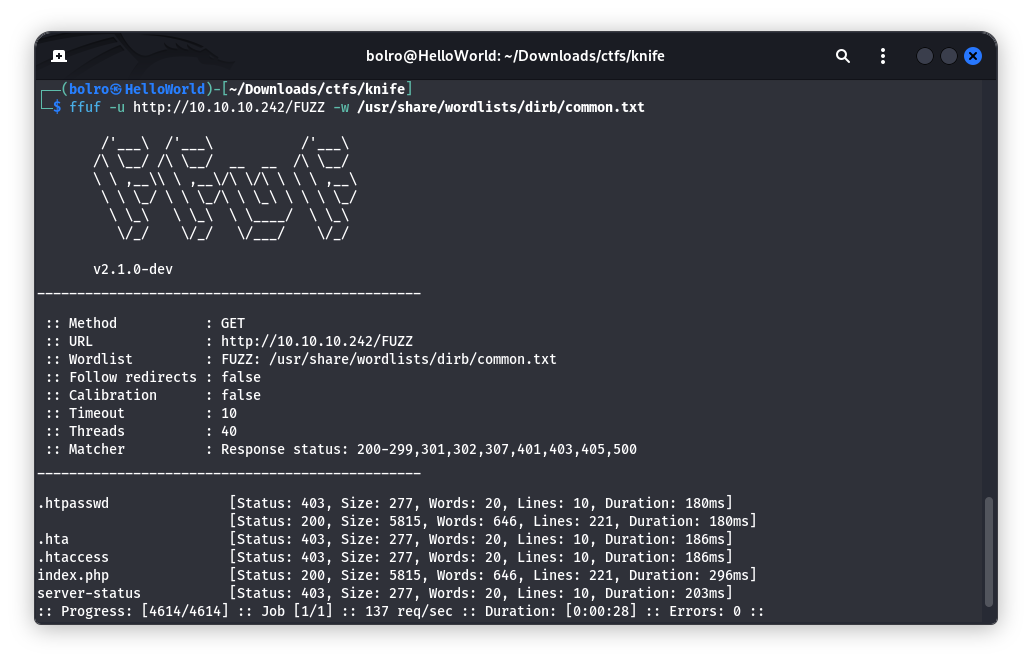 bolro@HelloWorld: ~/Downloads/ctfs/knife
┌──(bolro㉿HelloWorld)-[~/Downloads/ctfs/knife]
└─$ ffuf -u http://10.10.10.242/FUZZ -w /usr/share/wordlists/dirb/common.txt
        /'___\  /'___\           /'___\
       /\ \__/ /\ \__/  __  __  /\ \__/
       \ \ ,__\\ \ ,__\/\ \/\ \ \ \ ,__\
        \ \ \_/ \ \ \_/\ \ \_\ \ \ \ \_/
         \ \_\   \ \_\  \ \____/  \ \_\
          \/_/    \/_/   \/___/    \/_/
       v2.1.0-dev
________________________________________________
 :: Method           : GET
 :: URL              : http://10.10.10.242/FUZZ
 :: Wordlist         : FUZZ: /usr/share/wordlists/dirb/common.txt
 :: Follow redirects : false
 :: Calibration      : false
 :: Timeout          : 10
 :: Threads          : 40
 :: Matcher          : Response status: 200-299,301,302,307,401,403,405,500
________________________________________________
.htpasswd               [Status: 403, Size: 277, Words: 20, Lines: 10, Duration: 180ms]
                        [Status: 200, Size: 5815, Words: 646, Lines: 221, Duration: 180ms]
.hta                    [Status: 403, Size: 277, Words: 20, Lines: 10, Duration: 186ms]
.htaccess               [Status: 403, Size: 277, Words: 20, Lines: 10, Duration: 186ms]
index.php               [Status: 200, Size: 5815, Words: 646, Lines: 221, Duration: 296ms]
server-status           [Status: 403, Size: 277, Words: 20, Lines: 10, Duration: 203ms]
:: Progress: [4614/4614] :: Job [1/1] :: 137 req/sec :: Duration: [0:00:28] :: Errors: 0 ::